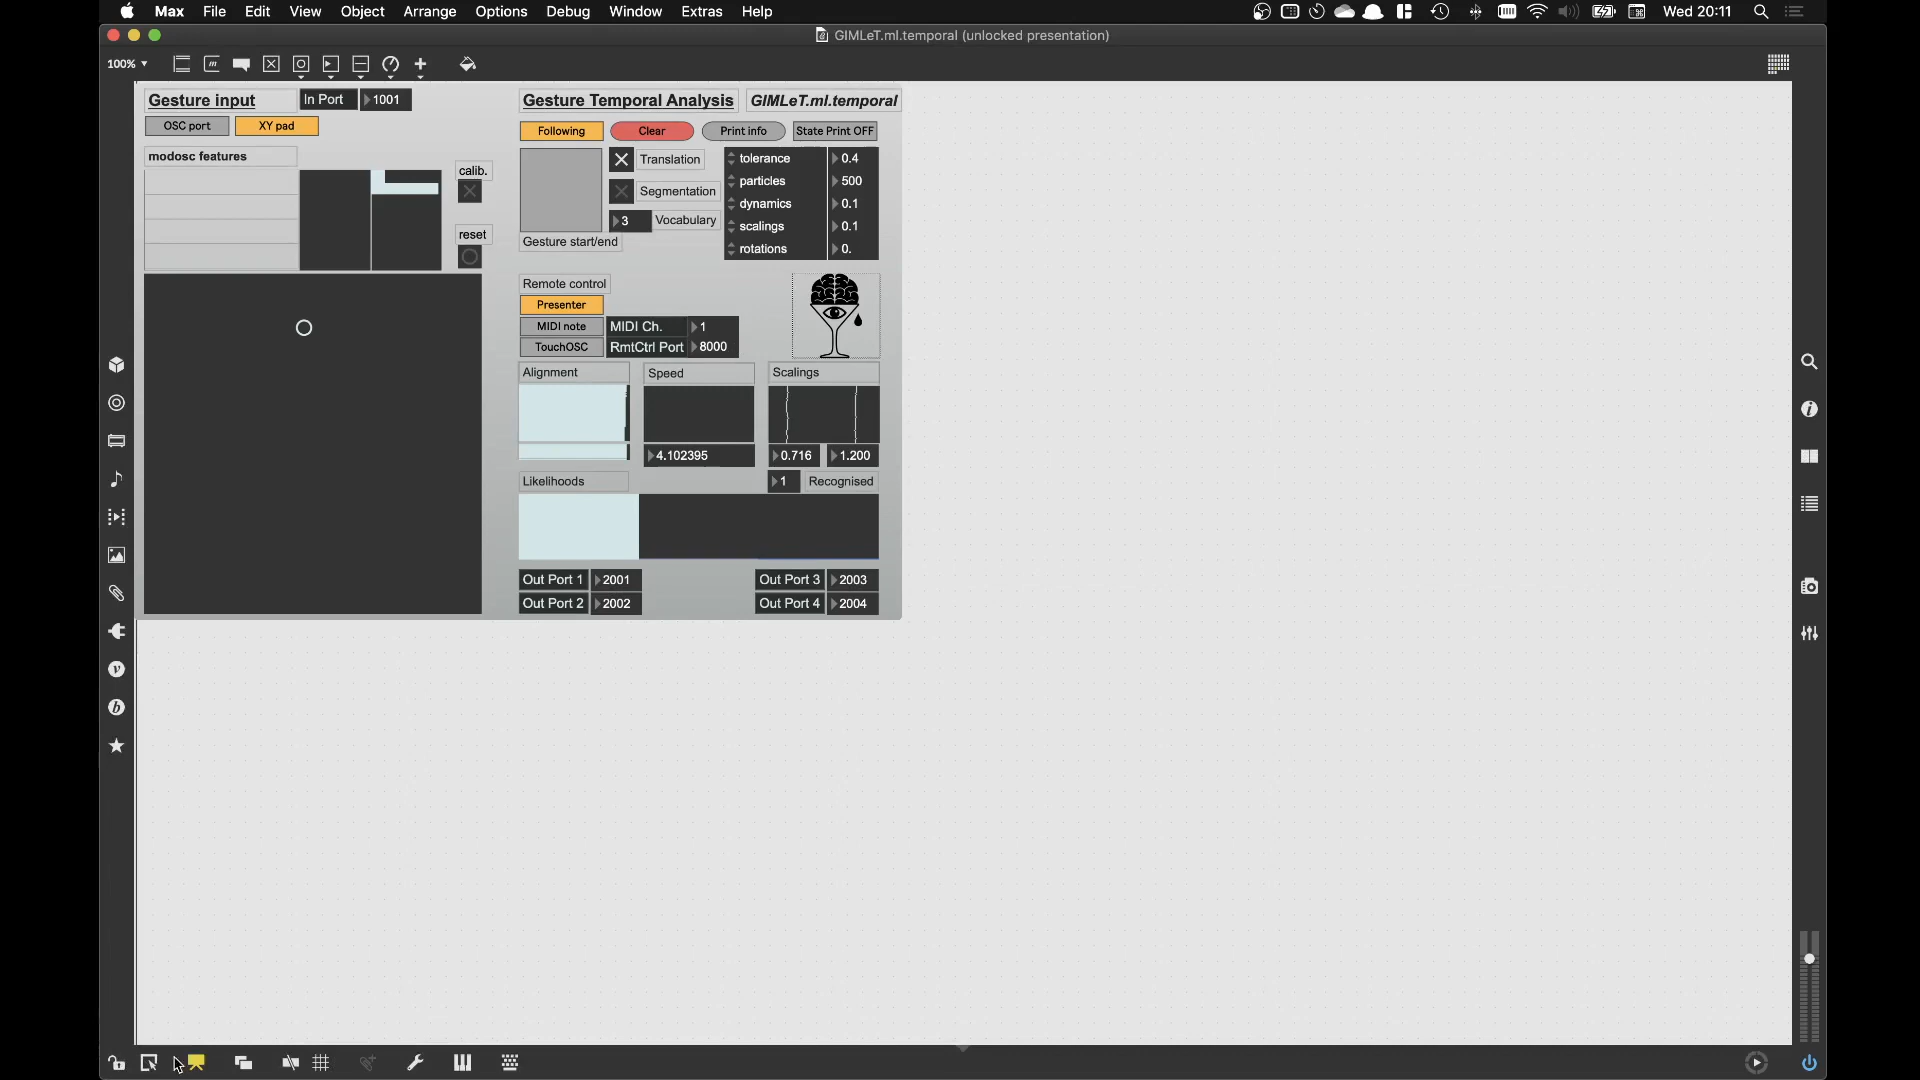 Max File Edit View Object Arrange Options Debug Window Extras Help Wed 20:11
GIMLeT.ml.temporal (unlocked presentation)
100%
Gesture input In Port 1001
OSC port XY pad
modosc features
calib.
reset
Gesture Temporal Analysis GIMLeT.ml.temporal
Following Clear Print info State Print OFF
Translation
Segmentation
3 Vocabulary
Gesture start/end
tolerance 0.4
particles 500
dynamics 0.1
scalings 0.1
rotations 0.
Remote control
Presenter
MIDI note MIDI Ch. 1
TouchOSC RmtCtrl Port 8000
Alignment Speed Scalings
4.102395 0.716 1.200
Likelihoods 1 Recognised
Out Port 1 2001 Out Port 3 2003
Out Port 2 2002 Out Port 4 2004